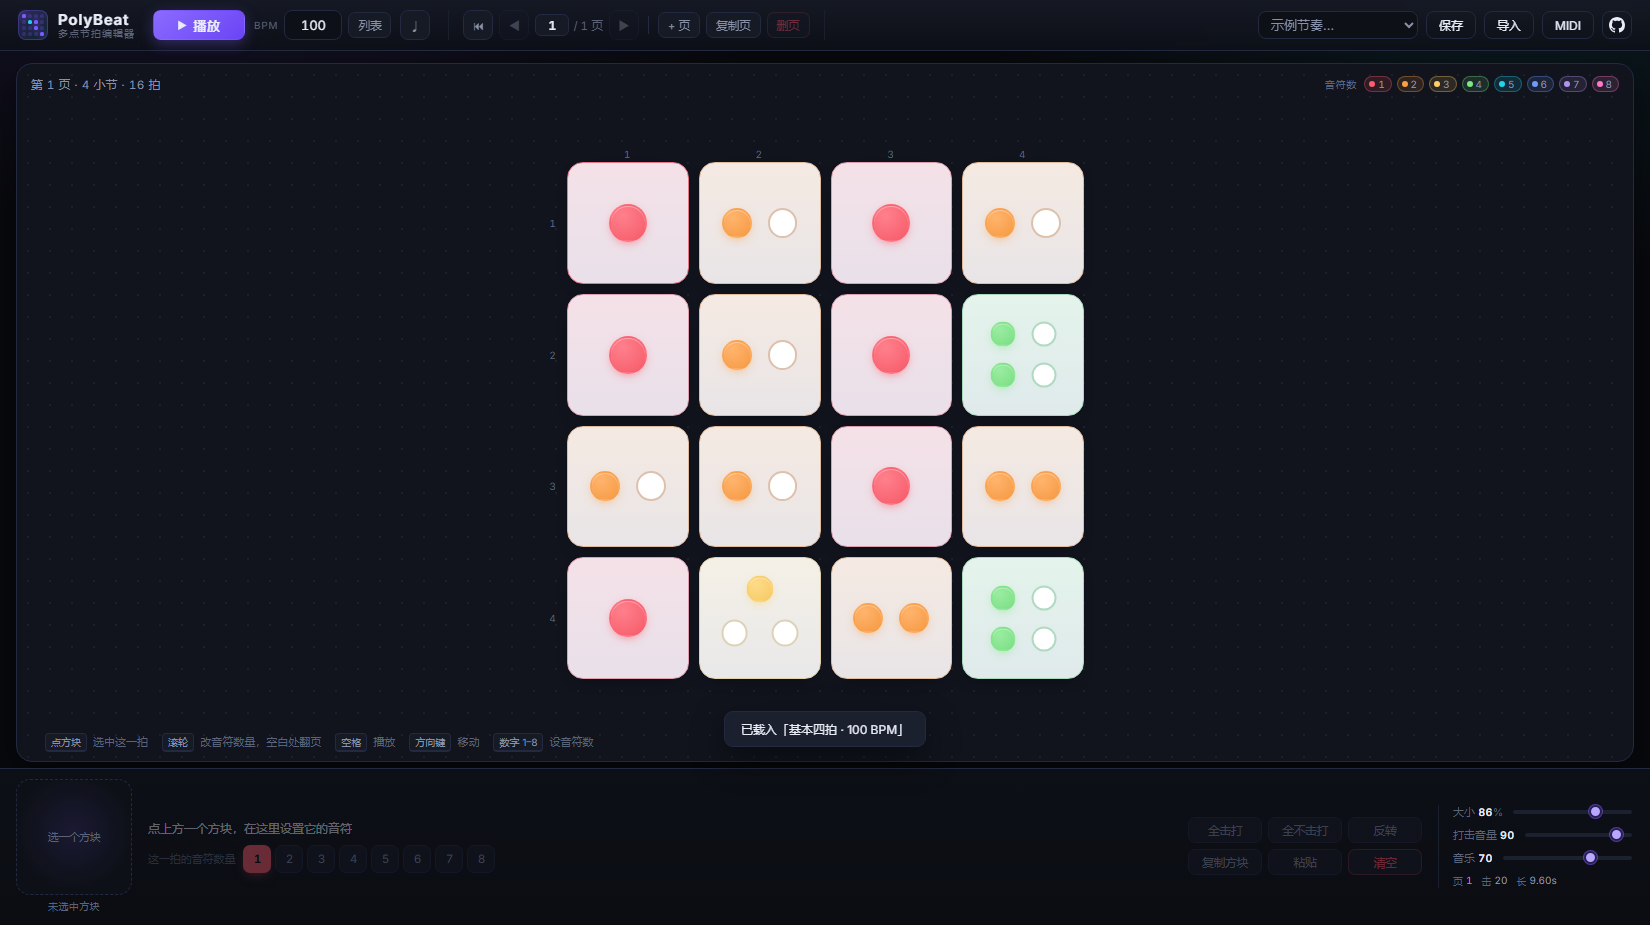 PolyBeat
多点节拍编辑器
▶ 播放
BPM
100
列表
♩
⏮
◀
1
/ 1 页
▶
+ 页
复制页
删页
示例节奏...
保存
导入
MIDI
第 1 页 · 4 小节 · 16 拍
音符数
1
2
3
4
5
6
7
8
1
2
3
4
1
2
3
4
已载入「基本四拍 · 100 BPM」
点方块 选中这一拍 滚轮 改音符数量，空白处翻页 空格 播放 方向键 移动 数字 1-8 设音符数
选一个方块
未选中方块
点上方一个方块，在这里设置它的音符
这一拍的音符数量 1 2 3 4 5 6 7 8
全击打 全不击打 反转
复制方块 粘贴 清空
大小 86%
打击音量 90
音乐 70
页 1 击 20 长 9.60s